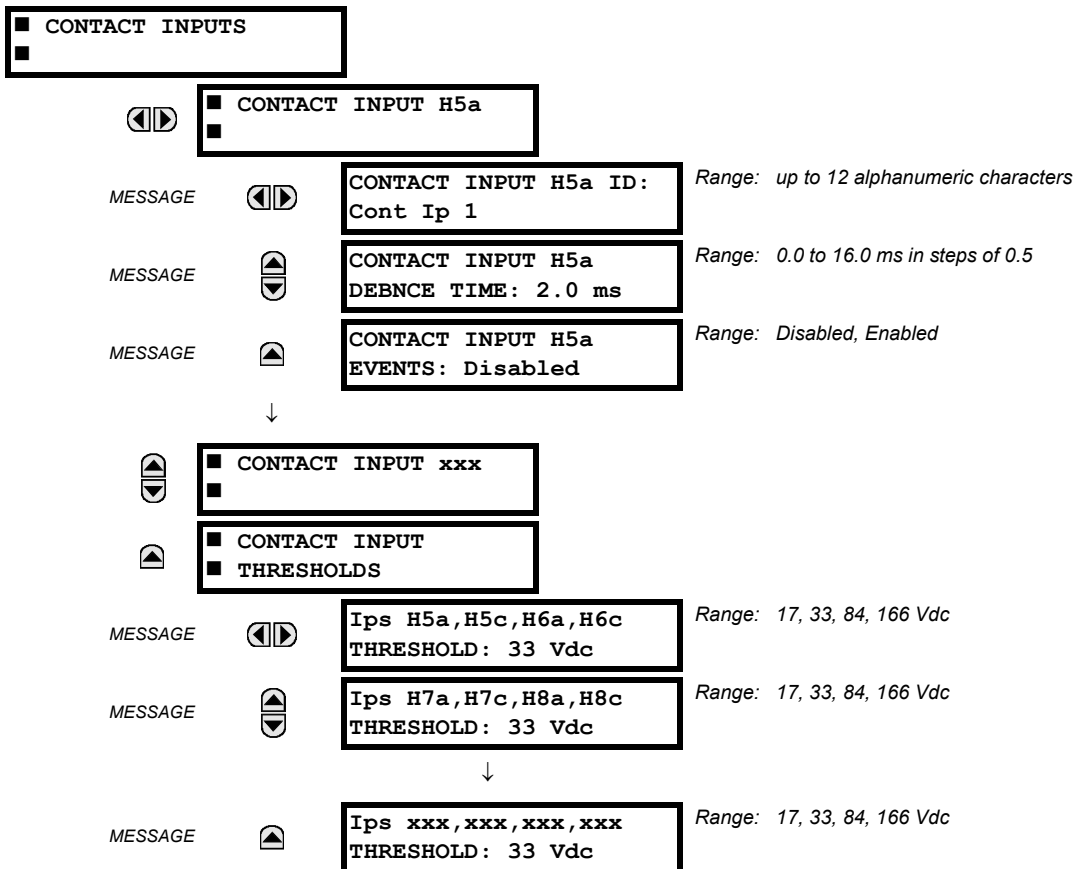 ■ CONTACT INPUTS
■
■ CONTACT INPUT H5a
■
MESSAGE
CONTACT INPUT H5a ID:
Cont Ip 1
Range: up to 12 alphanumeric characters
MESSAGE
CONTACT INPUT H5a
DEBNCE TIME: 2.0 ms
Range: 0.0 to 16.0 ms in steps of 0.5
MESSAGE
CONTACT INPUT H5a
EVENTS: Disabled
Range: Disabled, Enabled
↓
■ CONTACT INPUT xxx
■
■ CONTACT INPUT
■ THRESHOLDS
MESSAGE
Ips H5a,H5c,H6a,H6c
THRESHOLD: 33 Vdc
Range: 17, 33, 84, 166 Vdc
MESSAGE
Ips H7a,H7c,H8a,H8c
THRESHOLD: 33 Vdc
Range: 17, 33, 84, 166 Vdc
↓
MESSAGE
Ips xxx,xxx,xxx,xxx
THRESHOLD: 33 Vdc
Range: 17, 33, 84, 166 Vdc